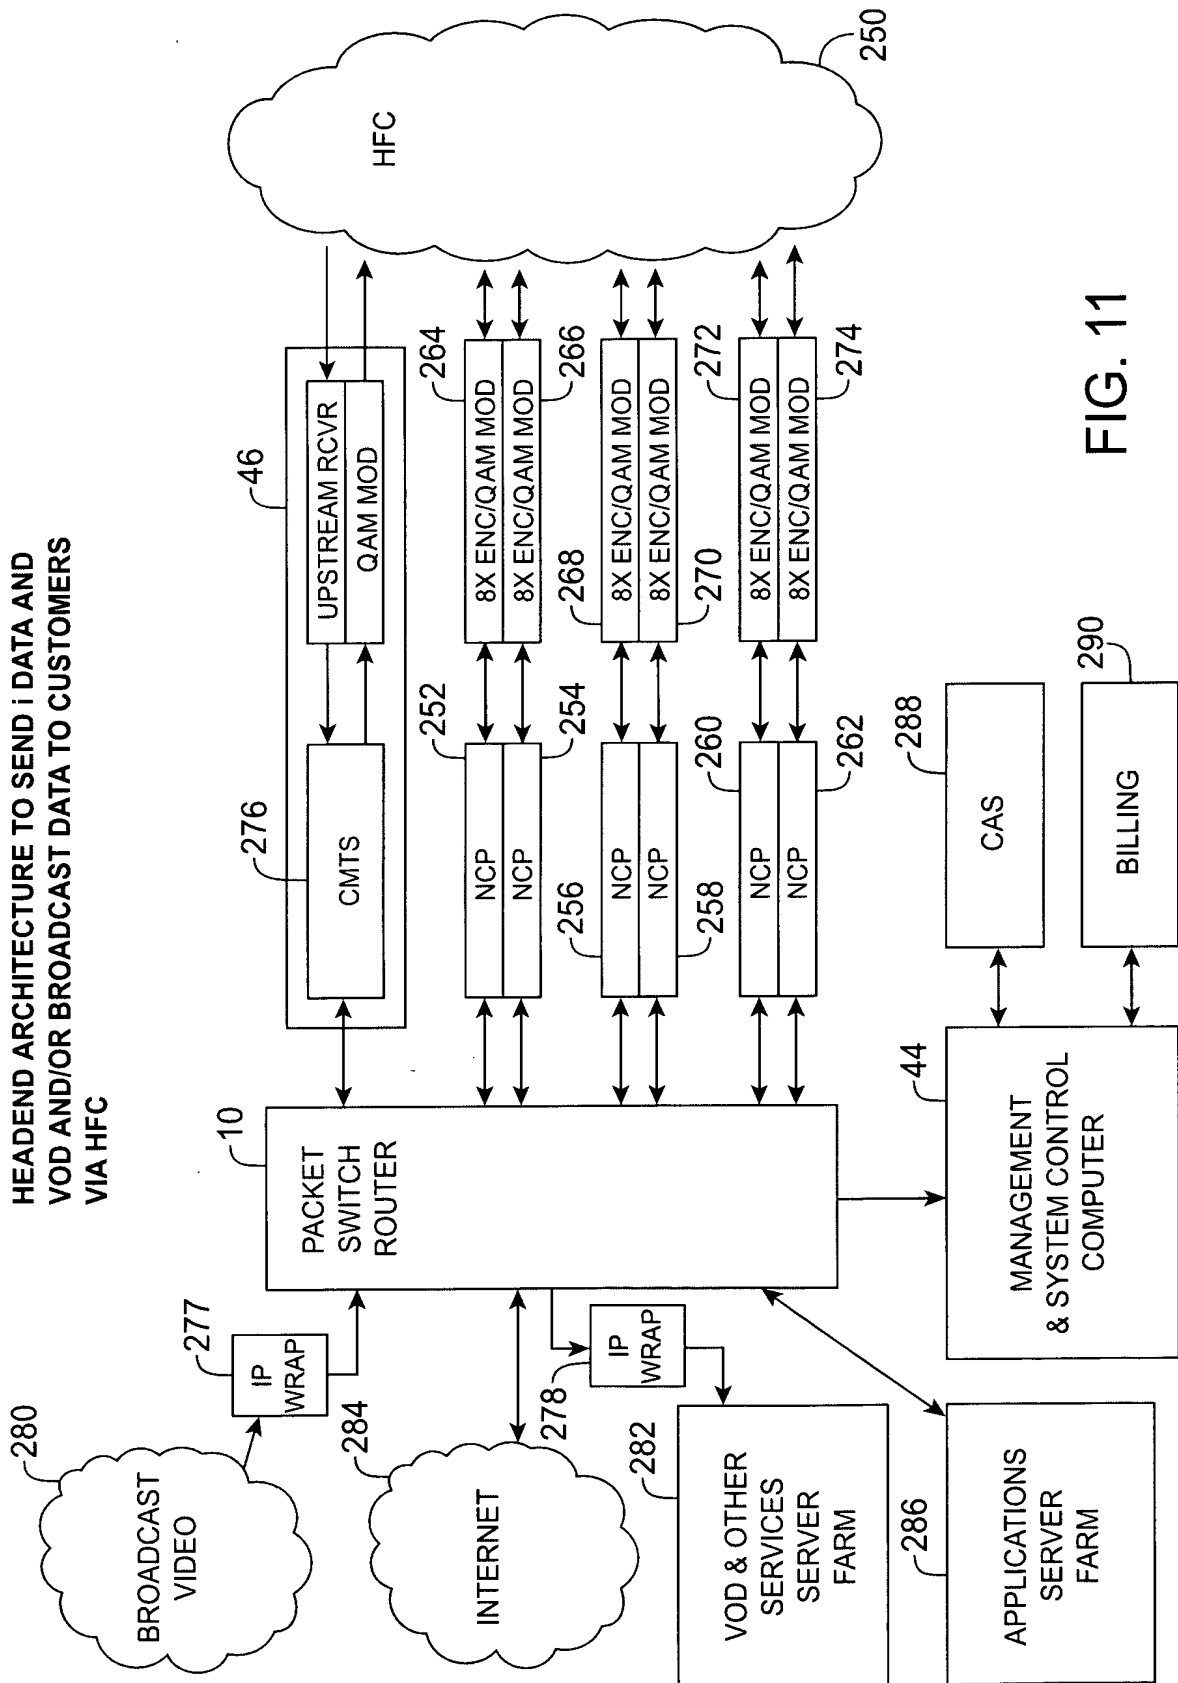 HEADEND ARCHITECTURE TO SEND i DATA AND
VOD AND/OR BROADCAST DATA TO CUSTOMERS
VIA HFC
280
BROADCAST
VIDEO
277
IP
WRAP
284
INTERNET
278
IP
WRAP
282
VOD & OTHER
SERVICES
SERVER
FARM
286
APPLICATIONS
SERVER
FARM
10
PACKET
SWITCH
ROUTER
44
MANAGEMENT
& SYSTEM CONTROL
COMPUTER
288
CAS
290
BILLING
46
276
CMTS
UPSTREAM RCVR
QAM MOD
252
NCP
NCP
254
264
8X ENC/QAM MOD
8X ENC/QAM MOD
266
256
NCP
NCP
258
268
8X ENC/QAM MOD
8X ENC/QAM MOD
270
260
NCP
NCP
262
272
8X ENC/QAM MOD
8X ENC/QAM MOD
274
HFC
250
FIG. 11